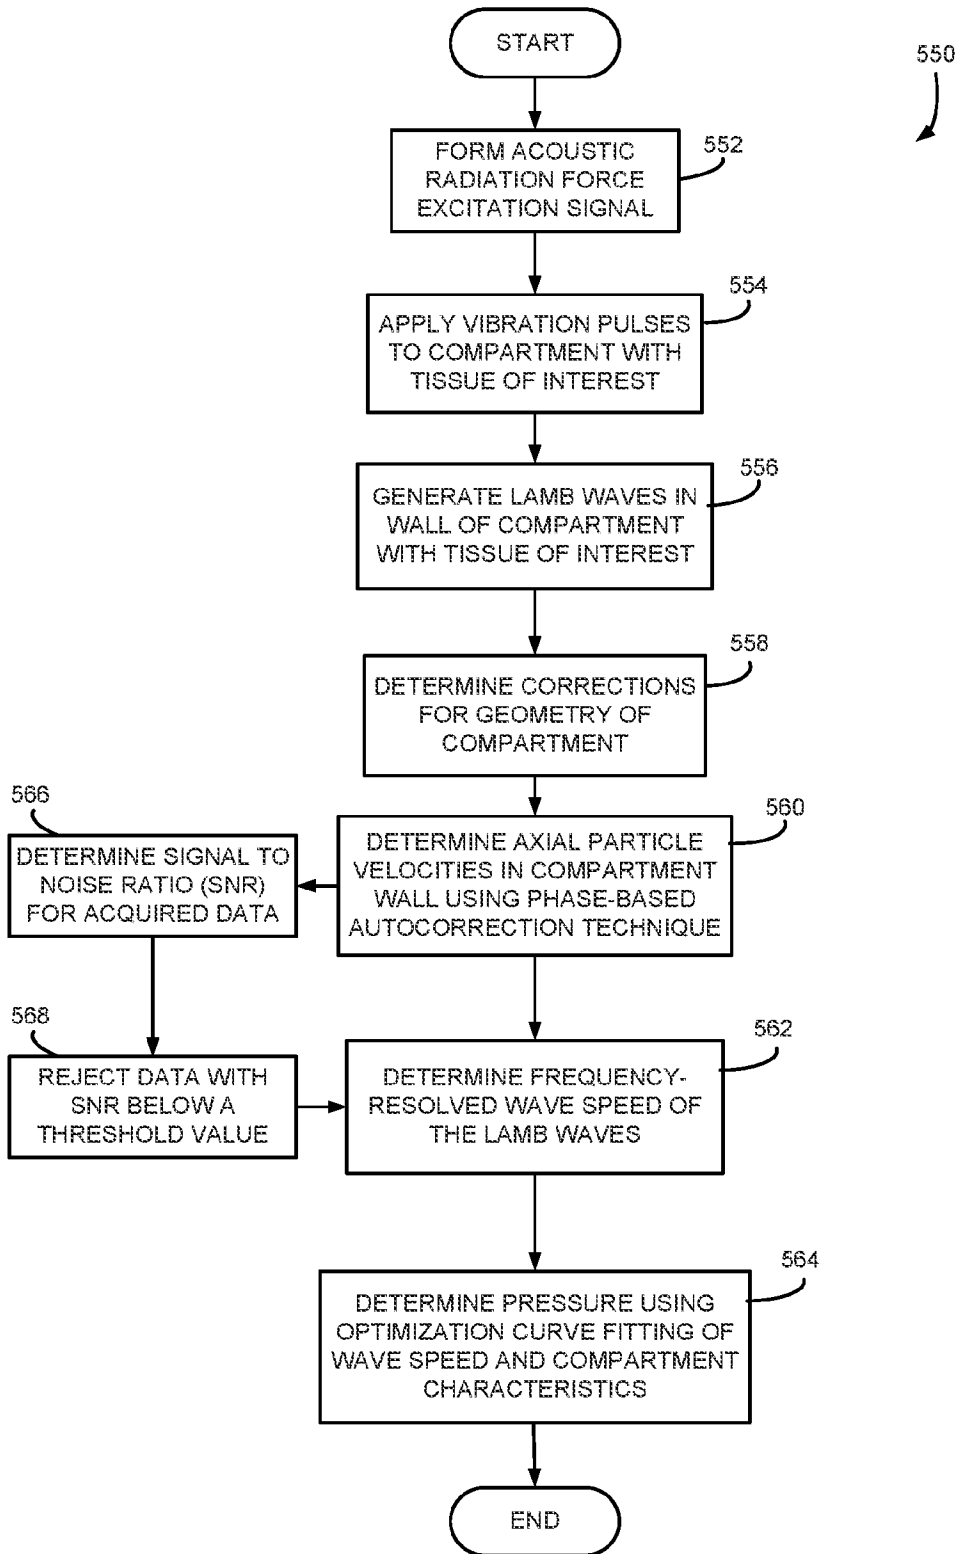 START
550
552
FORM ACOUSTIC
RADIATION FORCE
EXCITATION SIGNAL
554
APPLY VIBRATION PULSES
TO COMPARTMENT WITH
TISSUE OF INTEREST
556
GENERATE LAMB WAVES IN
WALL OF COMPARTMENT
WITH TISSUE OF INTEREST
558
DETERMINE CORRECTIONS
FOR GEOMETRY OF
COMPARTMENT
560
DETERMINE AXIAL PARTICLE
VELOCITIES IN COMPARTMENT
WALL USING PHASE-BASED
AUTOCORRECTION TECHNIQUE
566
DETERMINE SIGNAL TO
NOISE RATIO (SNR)
FOR ACQUIRED DATA
568
REJECT DATA WITH
SNR BELOW A
THRESHOLD VALUE
562
DETERMINE FREQUENCY-
RESOLVED WAVE SPEED OF
THE LAMB WAVES
564
DETERMINE PRESSURE USING
OPTIMIZATION CURVE FITTING OF
WAVE SPEED AND COMPARTMENT
CHARACTERISTICS
END